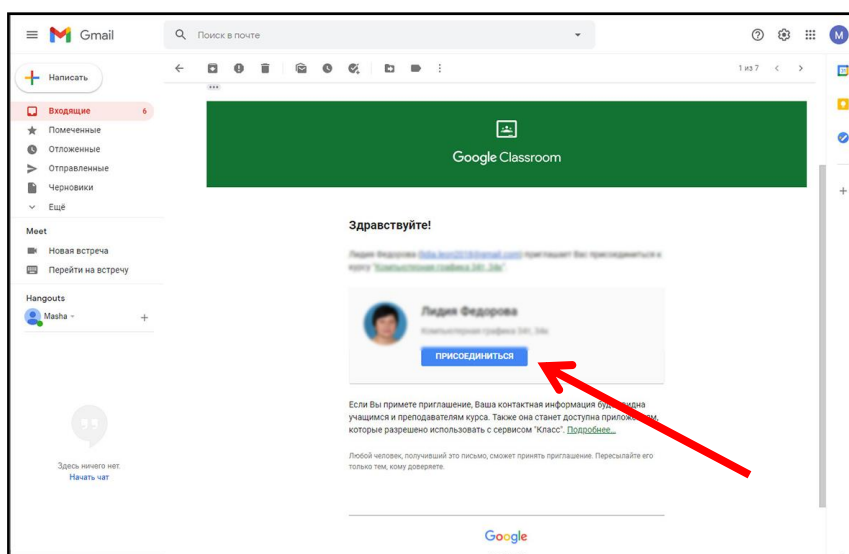 Gmail
Поиск в почте
M
Написать
1 из 7
Входящие 6
Помеченные
Отложенные
Отправленные
Черновики
Ещё
Meet
Новая встреча
Перейти на встречу
Hangouts
Masha
Здесь ничего нет.
Начать чат
Google Classroom
Здравствуйте!
Лидия Федорова
ПРИСОЕДИНИТЬСЯ
Если Вы примете приглашение, Ваша контактная информация видна
учащимся и преподавателям курса. Также она станет доступна
которые разрешено использовать с сервисом "Класс". Подробнее...
Любой человек, получивший это письмо, сможет принять приглашение. Пересылайте его
только тем, кому доверяете.
Google